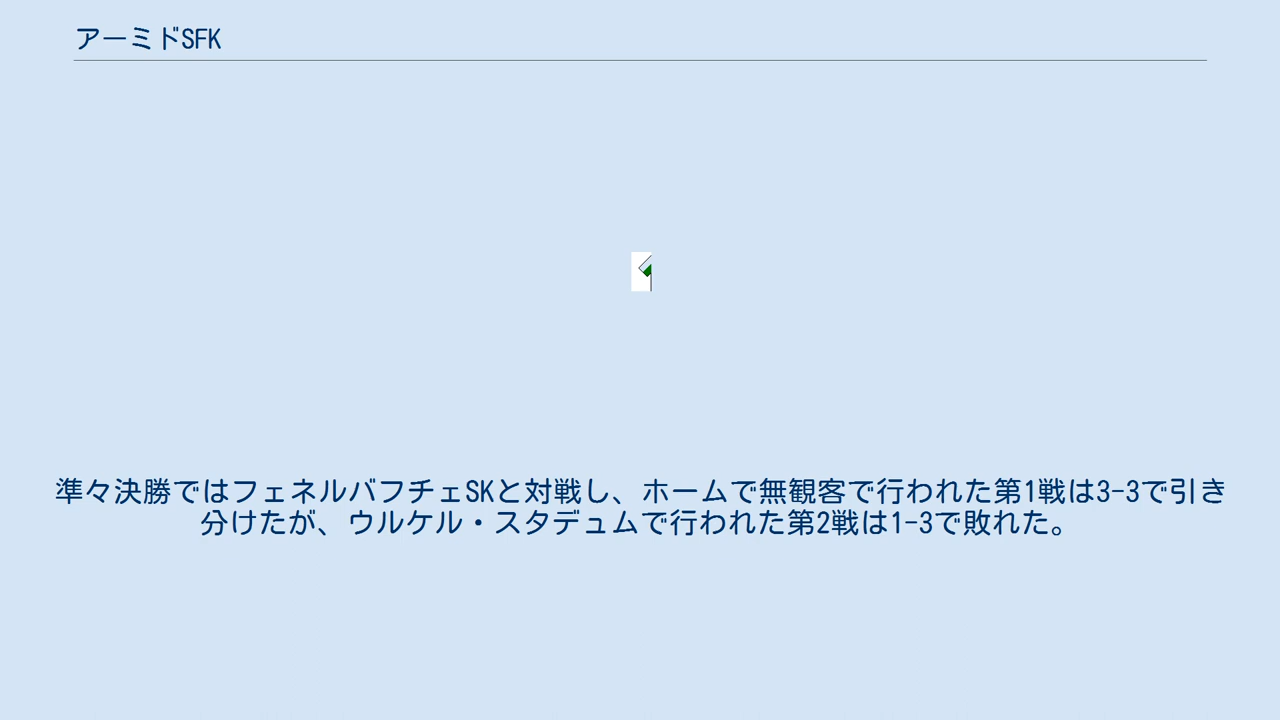 アーミドSFK
準々決勝ではフェネルバフチェSKと対戦し、ホームで無観客で行われた第1戦は3-3で引き
分けたが、ウルケル・スタデュムで行われた第2戦は1-3で敗れた。